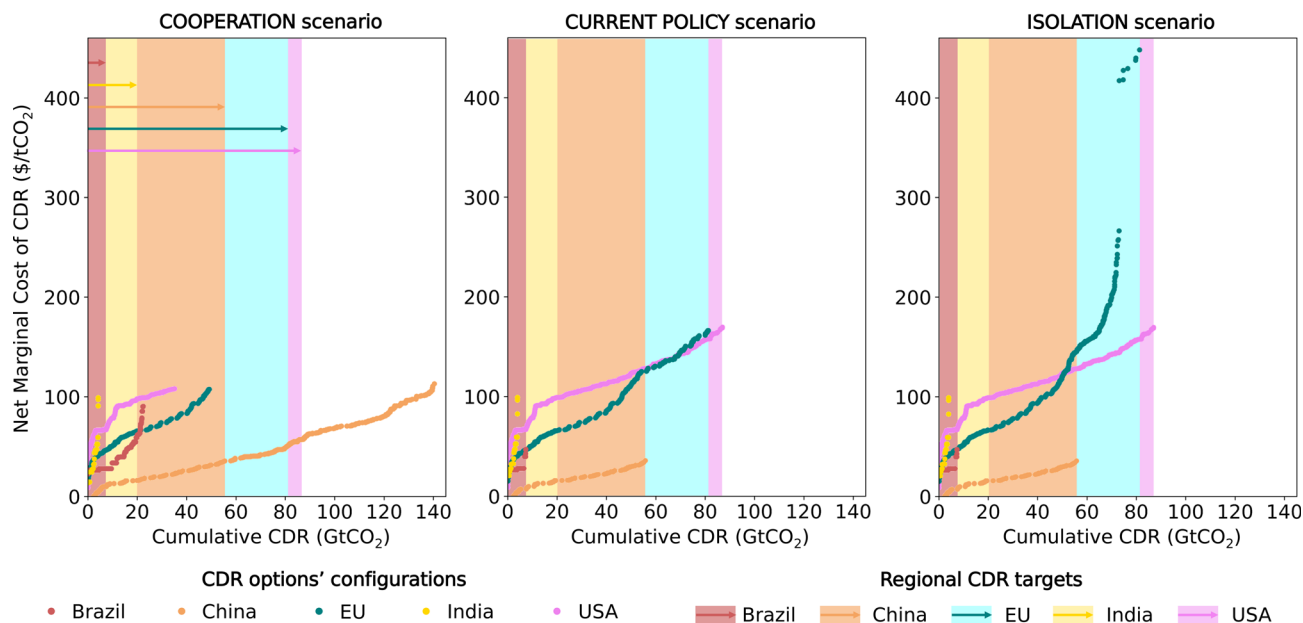 COOPERATION scenario
CURRENT POLICY scenario
ISOLATION scenario
Net Marginal Cost of CDR ($/tCO₂)
400
300
200
100
0
0 20 40 60 80 100 120 140
Cumulative CDR (GtCO₂)
400
300
200
100
0
0 20 40 60 80 100 120 140
Cumulative CDR (GtCO₂)
400
300
200
100
0
0 20 40 60 80 100 120 140
Cumulative CDR (GtCO₂)
CDR options’ configurations
Brazil China EU India USA
Regional CDR targets
Brazil China EU India USA